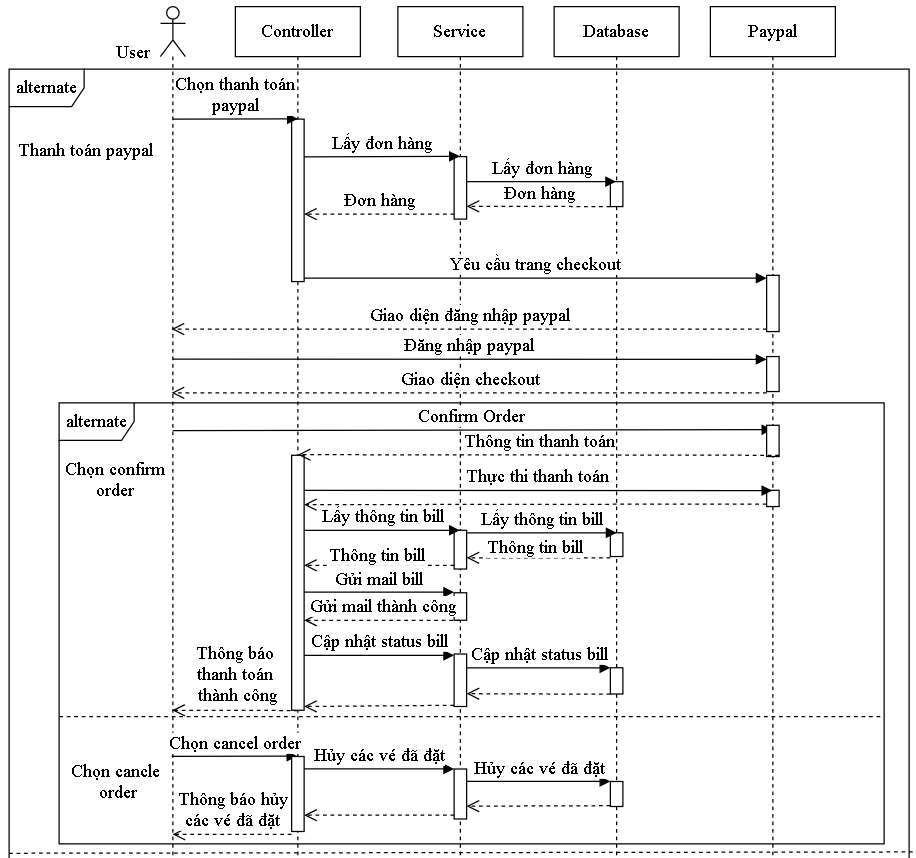 User
Controller
Service
Database
Paypal
alternate
Chọn thanh toán
paypal
Thanh toán paypal
Lấy đơn hàng
Lấy đơn hàng
Đơn hàng
Đơn hàng
Yêu cầu trang checkout
Giao diện đăng nhập paypal
Đăng nhập paypal
Giao diện checkout
alternate
Confirm Order
Thông tin thanh toán
Chọn confirm
order
Thực thi thanh toán
Lấy thông tin bill
Lấy thông tin bill
Thông tin bill
Thông tin bill
Gửi mail bill
Gửi mail thành công
Cập nhật status bill
Cập nhật status bill
Thông báo
thanh toán
thành công
Chọn cancel order
Chọn cancle
order
Hủy các vé đã đặt
Hủy các vé đã đặt
Thông báo hủy
các vé đã đặt